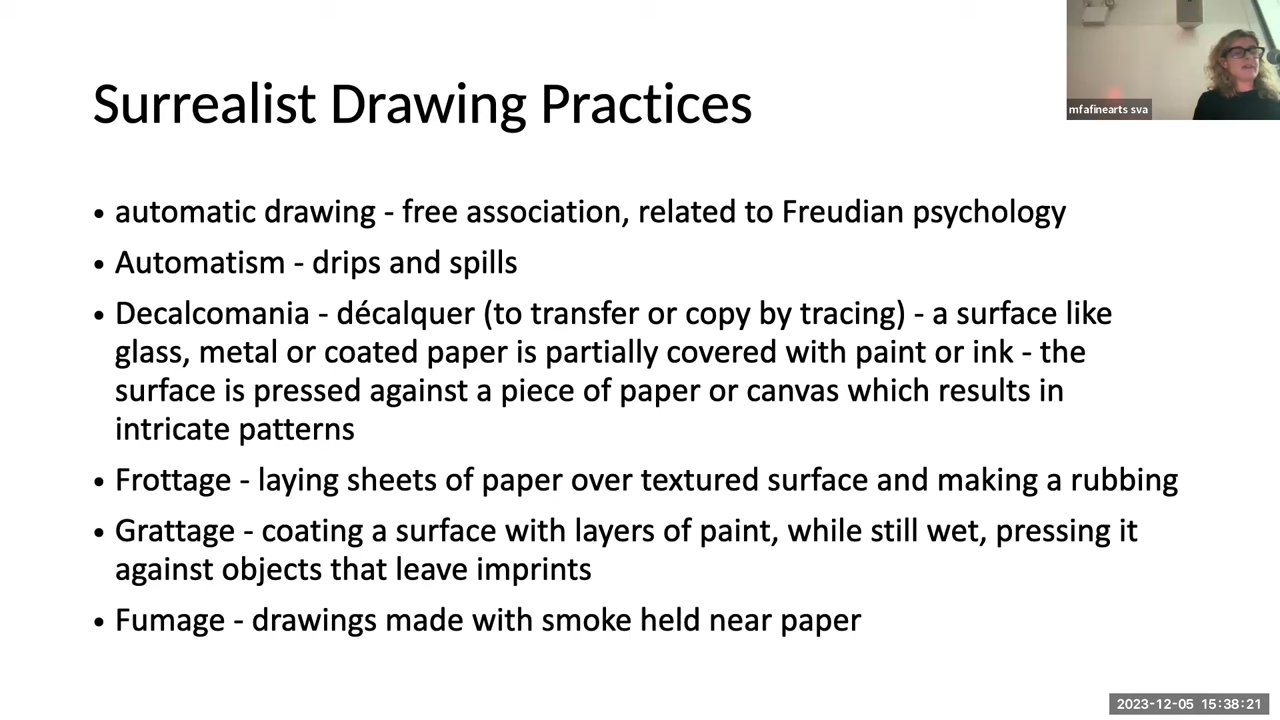 Surrealist Drawing Practices
mfafinearts sva
• automatic drawing - free association, related to Freudian psychology
• Automatism - drips and spills
• Decalcomania - décalquer (to transfer or copy by tracing) - a surface like
glass, metal or coated paper is partially covered with paint or ink - the
surface is pressed against a piece of paper or canvas which results in
intricate patterns
• Frottage - laying sheets of paper over textured surface and making a rubbing
• Grattage - coating a surface with layers of paint, while still wet, pressing it
against objects that leave imprints
• Fumage - drawings made with smoke held near paper
2023-12-05 15:38:21